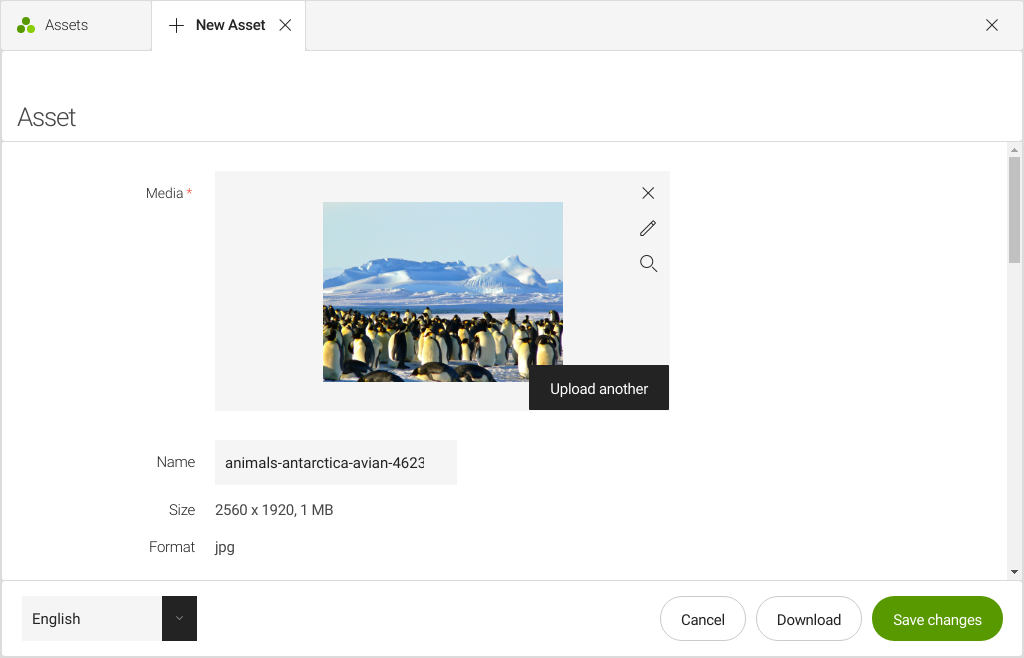 Assets
New Asset
Asset
Media *
Upload another
Name
animals-antarctica-avian-4623
Size
2560 x 1920, 1 MB
Format
jpg
English
Cancel
Download
Save changes